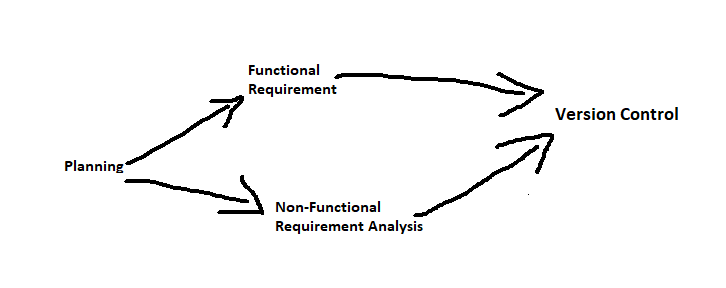 Functional
Requirement
Version Control
Planning
Non-Functional
Requirement Analysis